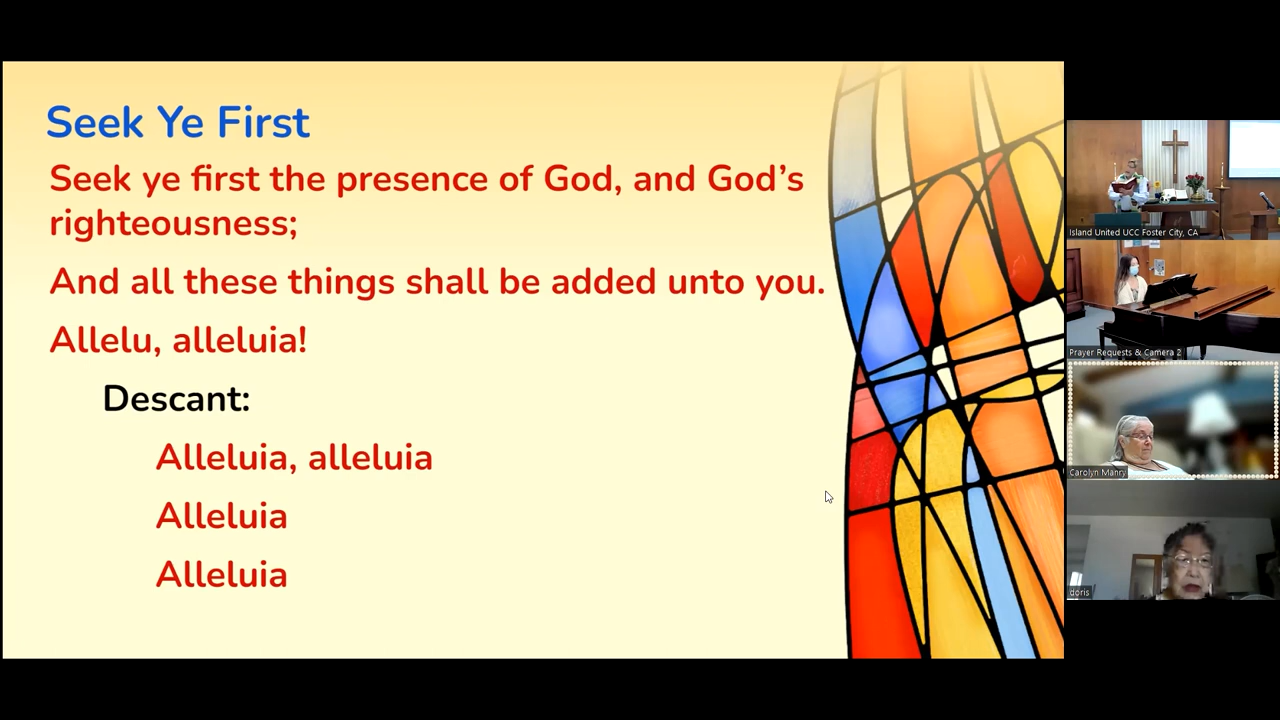 Seek Ye First
Seek ye first the presence of God, and God’s
righteousness;
And all these things shall be added unto you.
Allelu, alleluia!
Descant:
Alleluia, alleluia
Alleluia
Alleluia
Island United UCC Foster City, CA
Prayer Requests & Camera 2
Carolyn Manry
doris